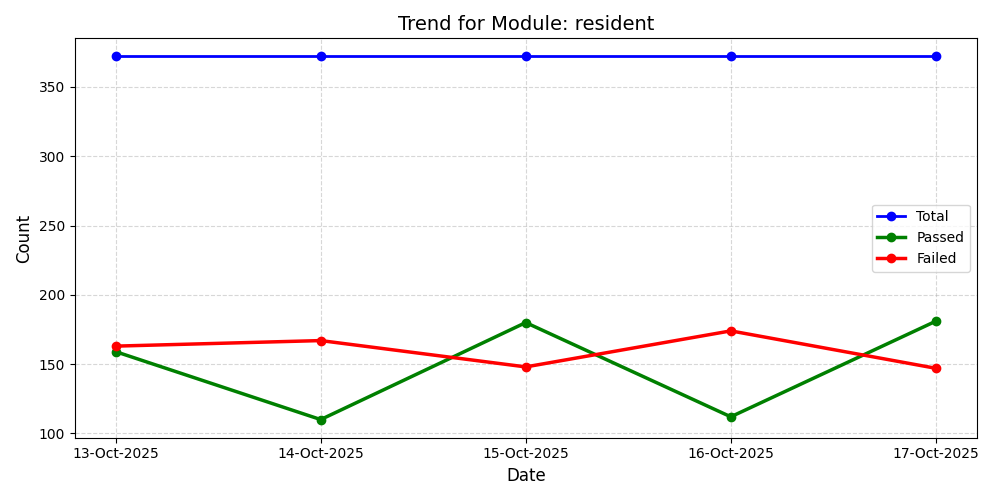 Trend for Module: resident
Count
350
300
250
200
150
100
Total
Passed
Failed
13-Oct-2025 14-Oct-2025 15-Oct-2025 16-Oct-2025 17-Oct-2025
Date